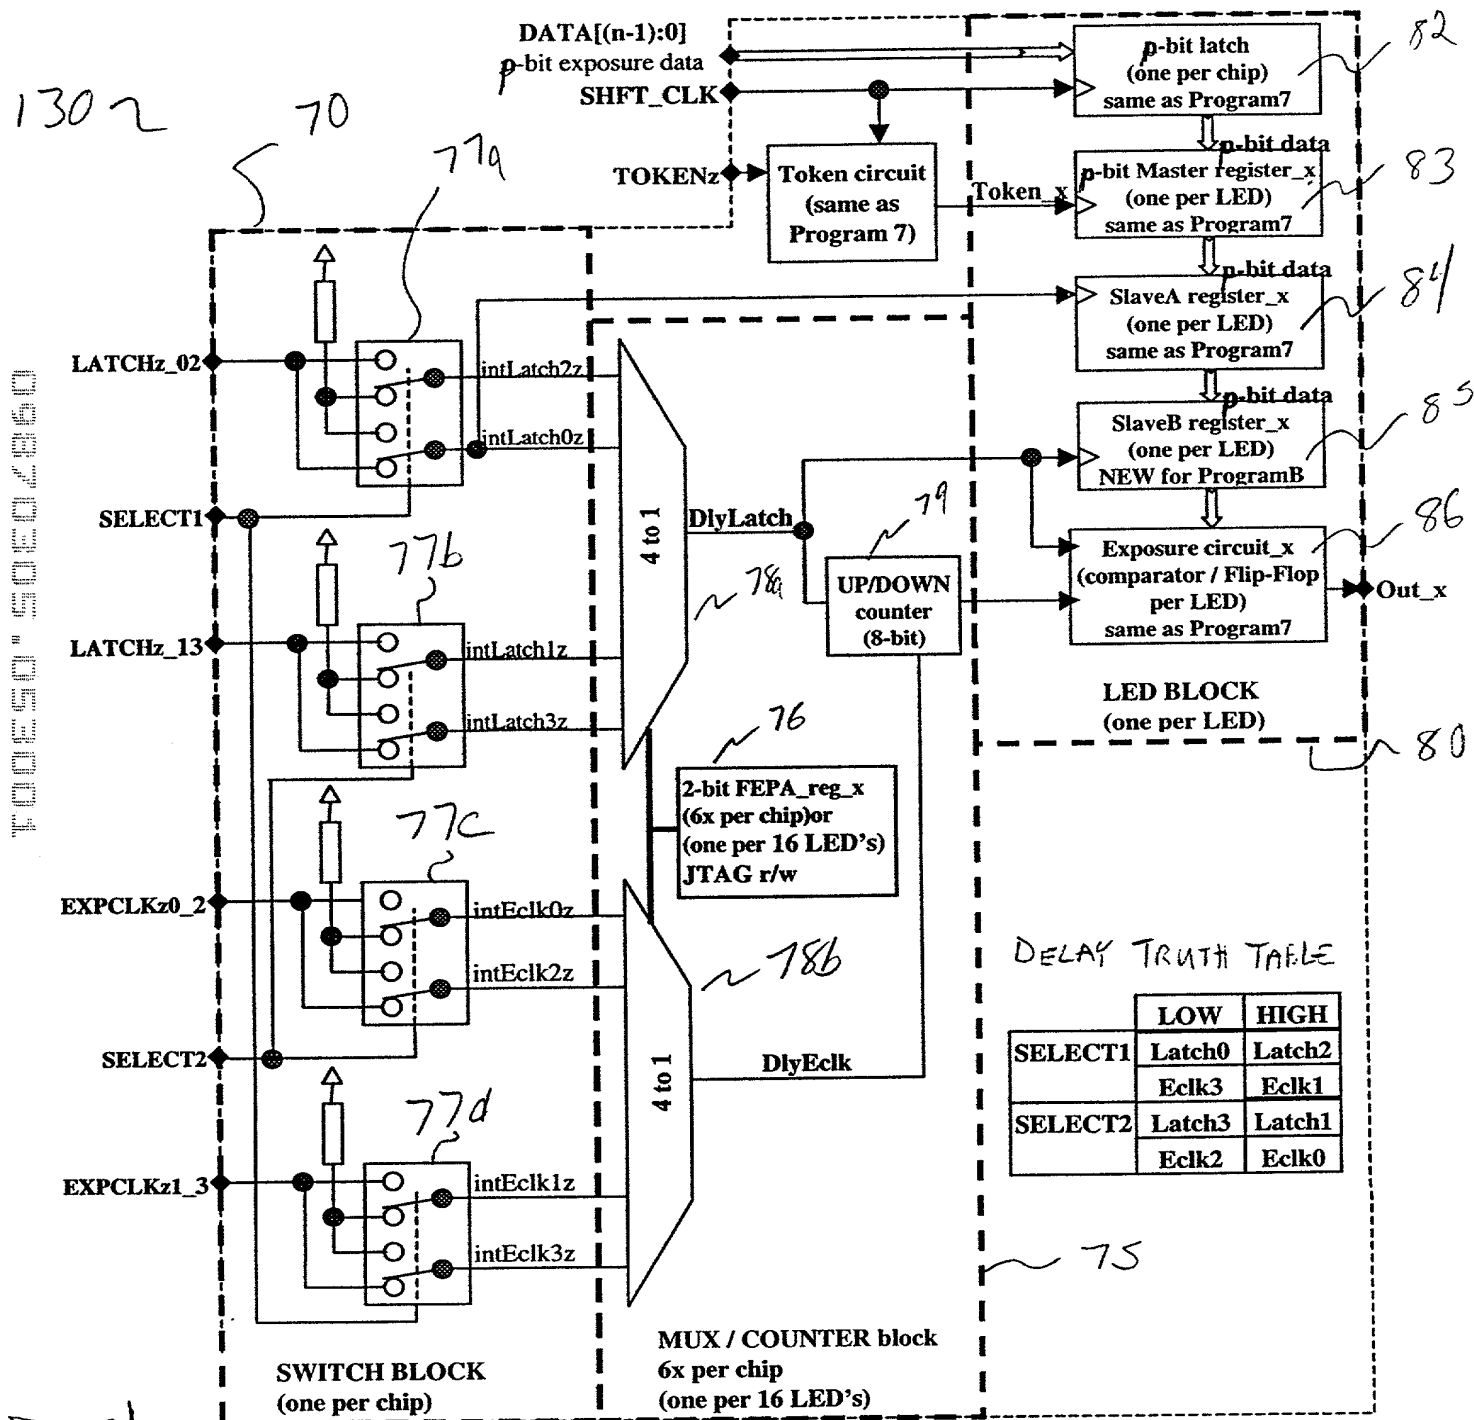 DATA[(n-1):0]
p-bit exposure data
SHFT_CLK
TOKENz
130
70
77a
Token circuit
(same as
Program 7)
Token_x
p-bit latch
(one per chip)
same as Program7
82
p-bit data
p-bit Master register_x
(one per LED)
same as Program7
83
p-bit data
SlaveA register_x
(one per LED)
same as Program7
84
p-bit data
SlaveB register_x
(one per LED)
NEW for ProgramB
85
Exposure circuit_x
(comparator / Flip-Flop
per LED)
same as Program7
86
Out_x
LED BLOCK
(one per LED)
80
LATCHz_02
intLatch2z
intLatch0z
SELECT1
77b
LATCHz_13
intLatch1z
intLatch3z
4 to 1
78a
DlyLatch
79
UP/DOWN
counter
(8-bit)
76
2-bit FEPA_reg_x
(6x per chip)or
(one per 16 LED's)
JTAG r/w
77c
EXPCLKz0_2
intEclk0z
intEclk2z
SELECT2
78b
4 to 1
DlyEclk
77d
EXPCLKz1_3
intEclk1z
intEclk3z
DELAY TRUTH TABLE
LOW HIGH
SELECT1 Latch0 Latch2
Eclk3 Eclk1
SELECT2 Latch3 Latch1
Eclk2 Eclk0
75
SWITCH BLOCK
(one per chip)
MUX / COUNTER block
6x per chip
(one per 16 LED's)
09870305.053001